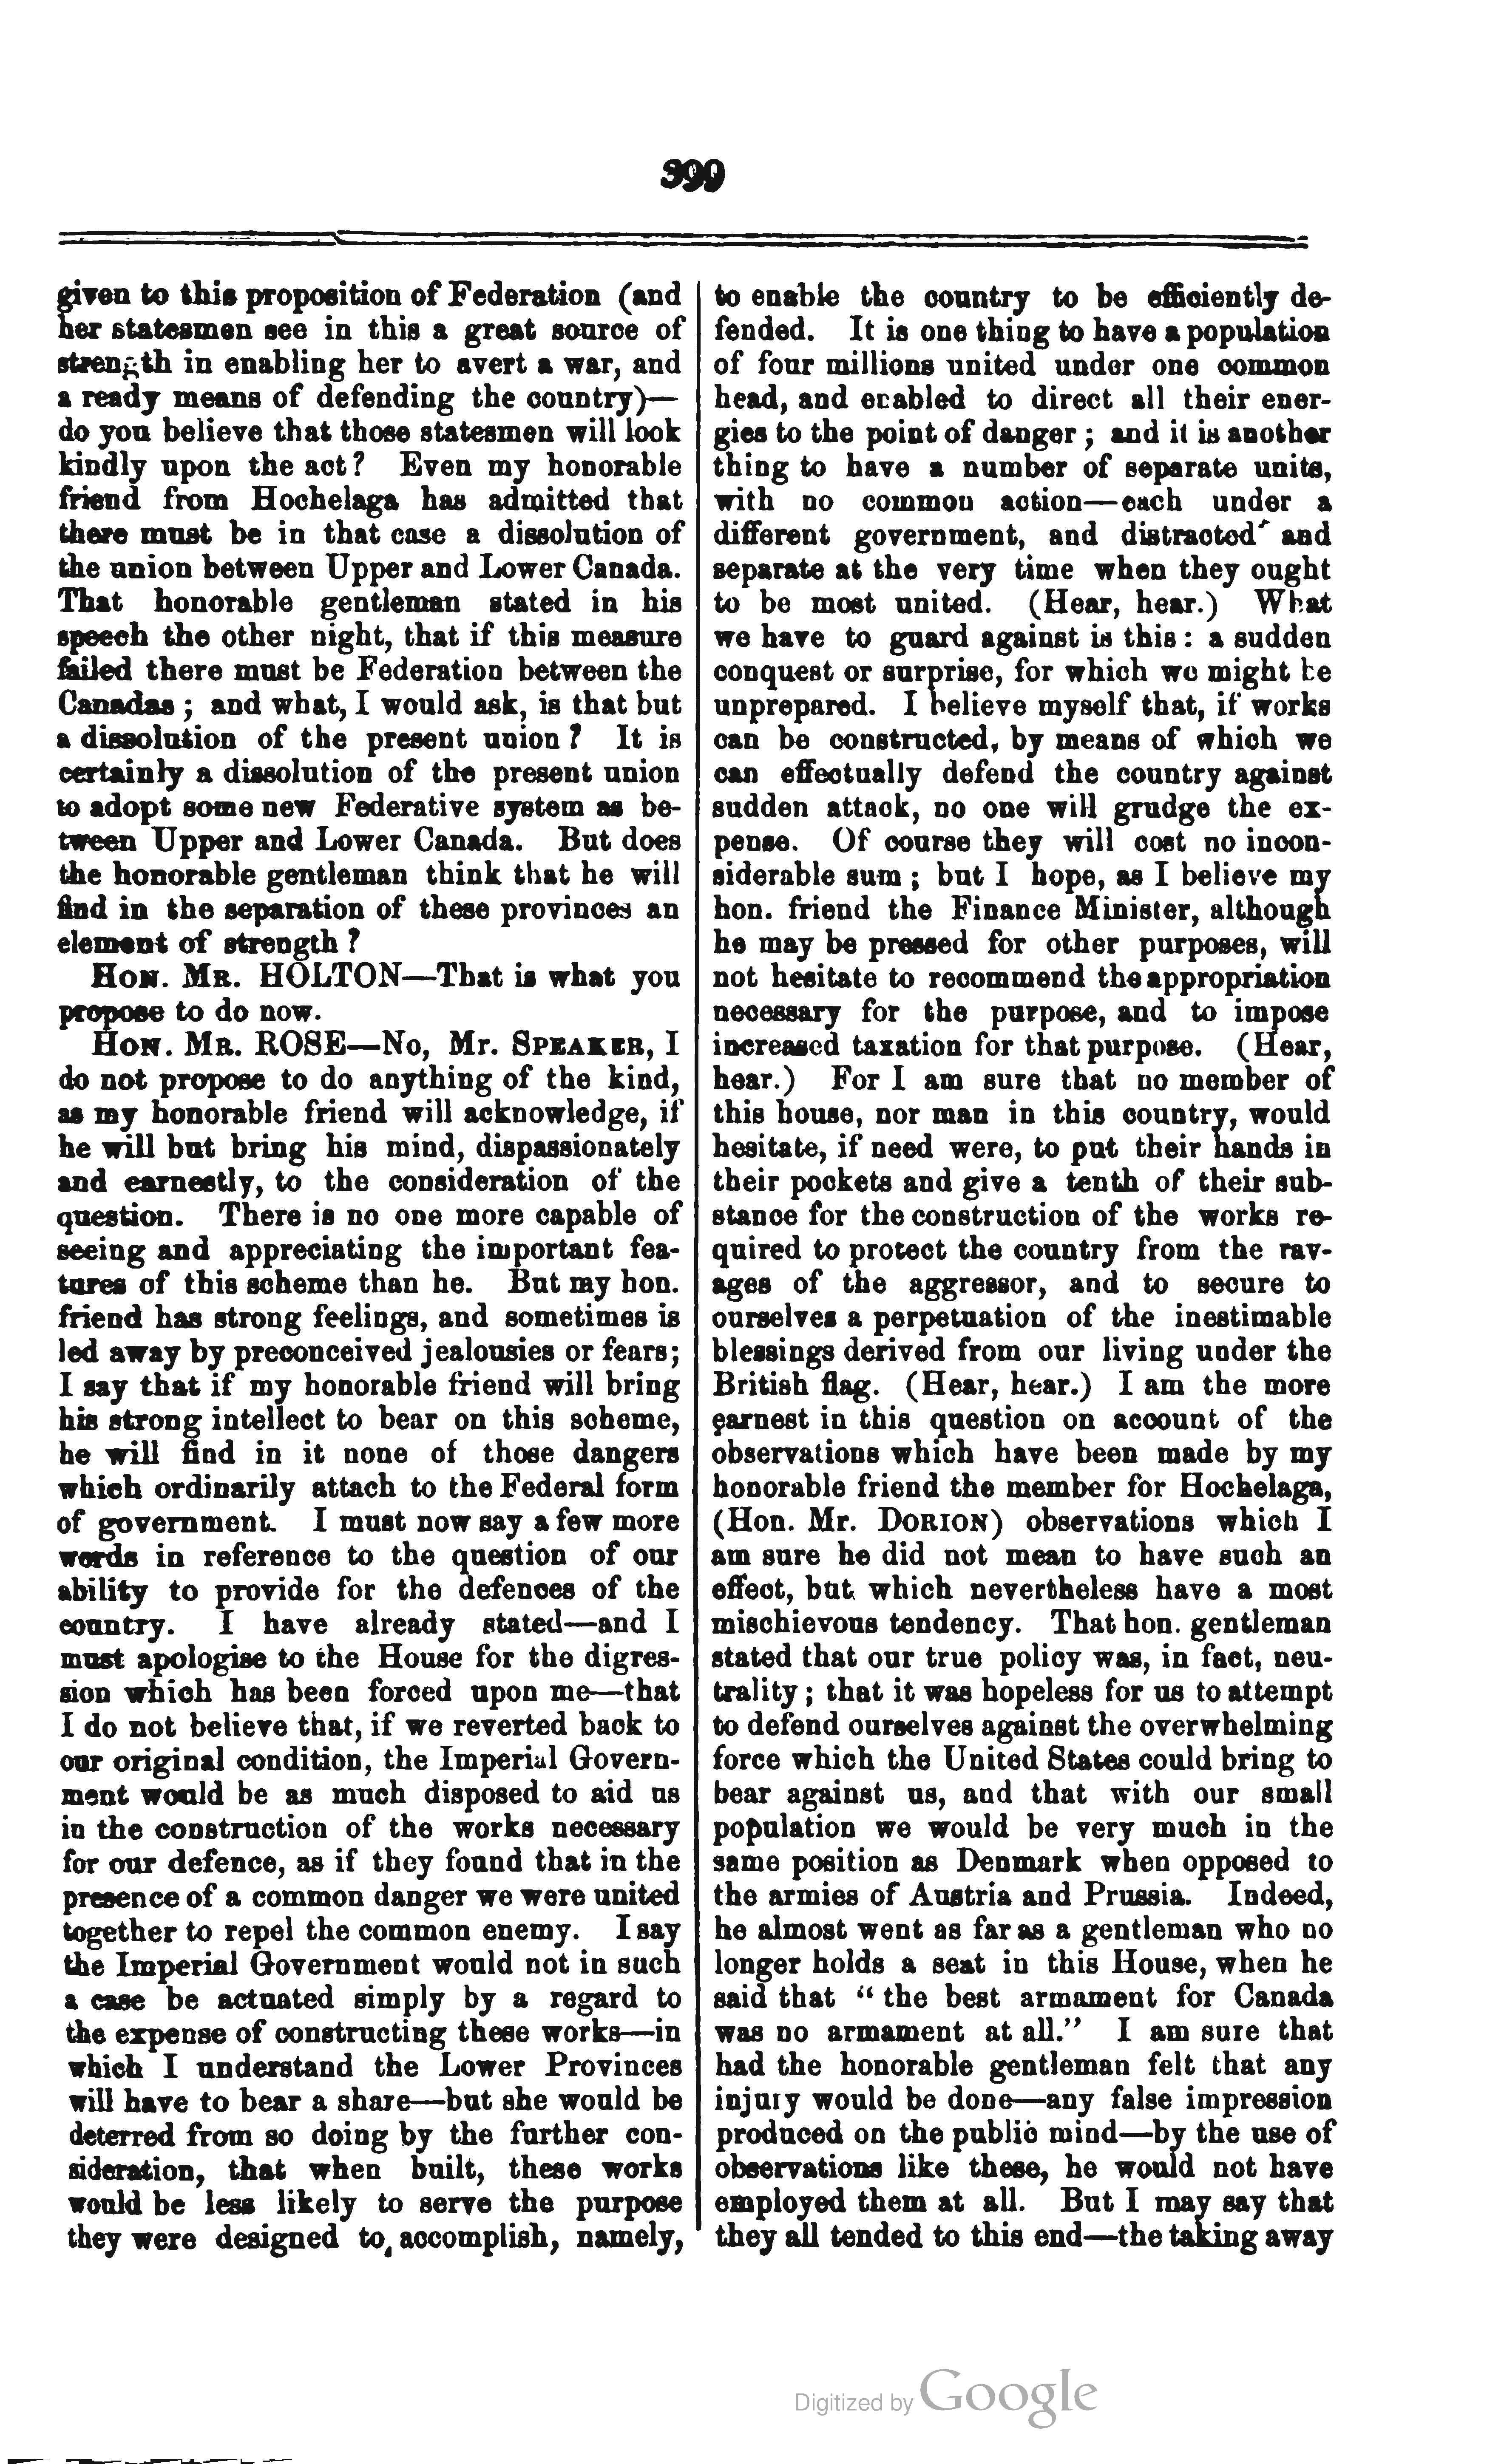 399
given to this proposition of Federation (and
her statesmen see in this a great source of
strength in enabling her to avert a war, and
a ready means of defending the country)—
do you believe that those statesmen will look
kindly upon the act? Even my honorable
friend from Hochelaga has admitted that
there must be in that case a dissolution of
the union between Upper and Lower Canada.
That honorable gentleman stated in his
speech the other night, that if this measure
failed there must be Federation between the
Canadas; and what, I would ask, is that but
a dissolution of the present union? It is
certainly a dissolution of the present union
to adopt some new Federative system as be-
tween Upper and Lower Canada. But does
the honorable gentleman think that he will
find in the separation of these provinces an
element of strength?
HON. MR. HOLTON—That is what you
propose to do now.
HON. MR. ROSE—No, Mr. SPEAKER, I
do not propose to do anything of the kind,
as my honorable friend will acknowledge, if
he will but bring his mind, dispassionately
and earnestly, to the consideration of the
question. There is no one more capable of
seeing and appreciating the important fea-
tures of this scheme than he. But my hon.
friend has strong feelings, and sometimes is
led away by preconceived jealousies or fears;
I say that if my honorable friend will bring
his strong intellect to bear on this scheme,
he will find in it none of those dangers
which ordinarily attach to the Federal form
of government. I must now say a few more
words in reference to the question of our
ability to provide for the defences of the
country. I have already stated—and I
must apologise to the House for the digres-
sion which has been forced upon me—that
I do not believe that, if we reverted back to
our original condition, the Imperial Govern-
ment would be as much disposed to aid us
in the construction of the works necessary
for our defence, as if they found that in the
presence of a common danger we were united
together to repel the common enemy. I say
the Imperial Government would not in such
a case be actuated simply by a regard to
the expense of constructing these works—in
which I understand the Lower Provinces
will have to bear a share—but she would be
deterred from so doing by the further con-
sideration, that when built, these works
would be less likely to serve the purpose
they were designed to accomplish, namely,
to enable the country to be efficiently de-
fended. It is one thing to have a population
of four millions united under one common
head, and enabled to direct all their ener-
gies to the point of danger; and it is another
thing to have a number of separate units,
with no common action—each under a
different government, and distracted and
separate at the very time when they ought
to be most united. (Hear, hear.) What
we have to guard against is this: a sudden
conquest or surprise, for which we might be
unprepared. I believe myself that, if works
can be constructed, by means of which we
can effectually defend the country against
sudden attack, no one will grudge the ex-
pense. Of course they will cost no incon-
siderable sum; but I hope, as I believe my
hon. friend the Finance Minister, although
he may be pressed for other purposes, will
not hesitate to recommend the appropriation
necessary for the purpose, and to impose
increased taxation for that purpose. (Hear,
hear.) For I am sure that no member of
this house, nor man in this country, would
hesitate, if need were, to put their hands in
their pockets and give a tenth of their sub-
stance for the construction of the works re-
quired to protect the country from the rav-
ages of the aggressor, and to secure to
ourselves a perpetuation of the inestimable
blessings derived from our living under the
British flag. (Hear, hear.) I am the more
earnest in this question on account of the
observations which have been made by my
honorable friend the member for Hochelaga,
(Hon. Mr. DORION) observations which I
am sure he did not mean to have such an
effect, but which nevertheless have a most
mischievous tendency. That hon. gentleman
stated that our true policy was, in fact, neu-
trality; that it was hopeless for us to attempt
to defend ourselves against the overwhelming
force which the United States could bring to
bear against us, and that with our small
population we would be very much in the
same position as Denmark when opposed to
the armies of Austria and Prussia. Indeed,
he almost went as far as a gentleman who no
longer holds a seat in this House, when he
said that "the best armament for Canada
was no armament at all." I am sure that
had the honorable gentleman felt that any
injury would be done—any false impression
produced on the public mind—by the use of
observations like these, he would not have
employed them at all. But I may say that
they all tended to this end—the taking away
Digitized by Google